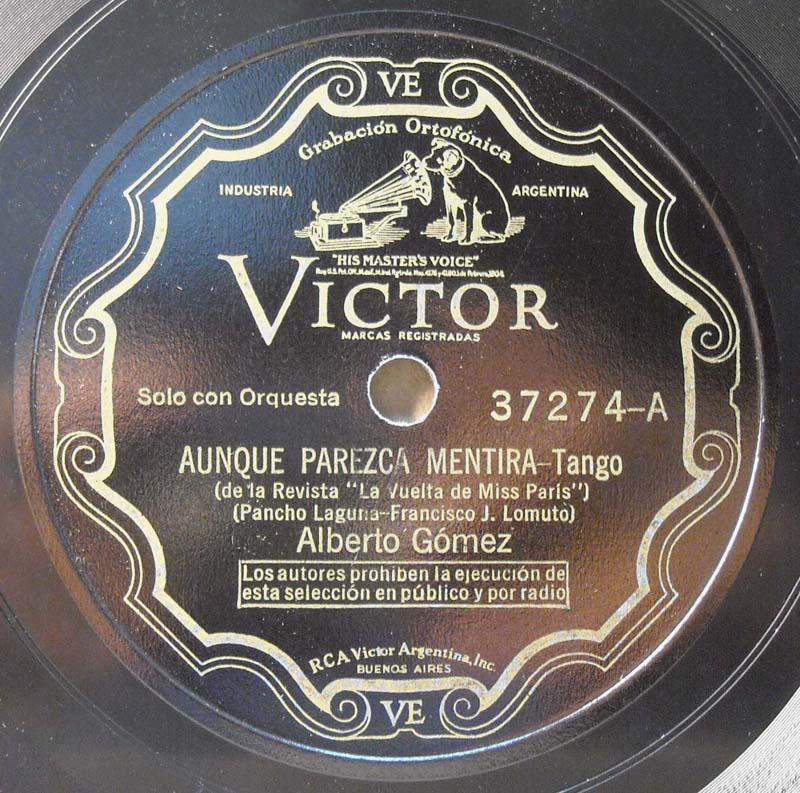 VE
Grabación Ortofónica
INDUSTRIA ARGENTINA
"HIS MASTER'S VOICE"
VICTOR
MARCAS REGISTRADAS
Solo con Orquesta 37274-A
AUNQUE PAREZCA MENTIRA-Tango
(de la Revista "La Vuelta de Miss París")
(Pancho Laguna-Francisco J. Lomuto)
Alberto Gómez
Los autores prohiben la ejecución de
esta selección en público y por radio
RCA Victor Argentina, Inc.
BUENOS AIRES
VE